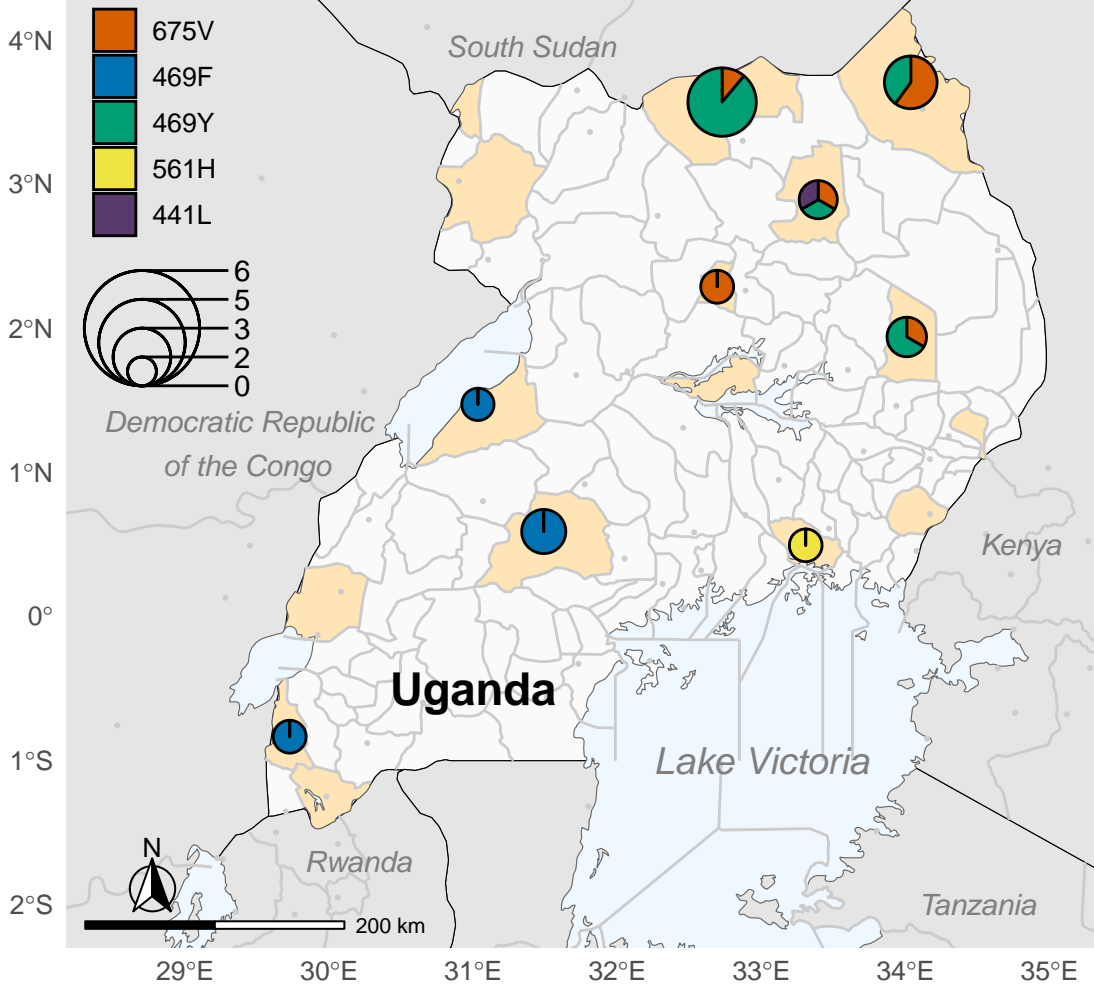 675V
469F
469Y
561H
441L
6
5
3
2
0
4°N
3°N
2°N
1°N
0°
1°S
2°S
South Sudan
Democratic Republic
of the Congo
Kenya
Uganda
Lake Victoria
Rwanda
Tanzania
N
200 km
29°E
30°E
31°E
32°E
33°E
34°E
35°E